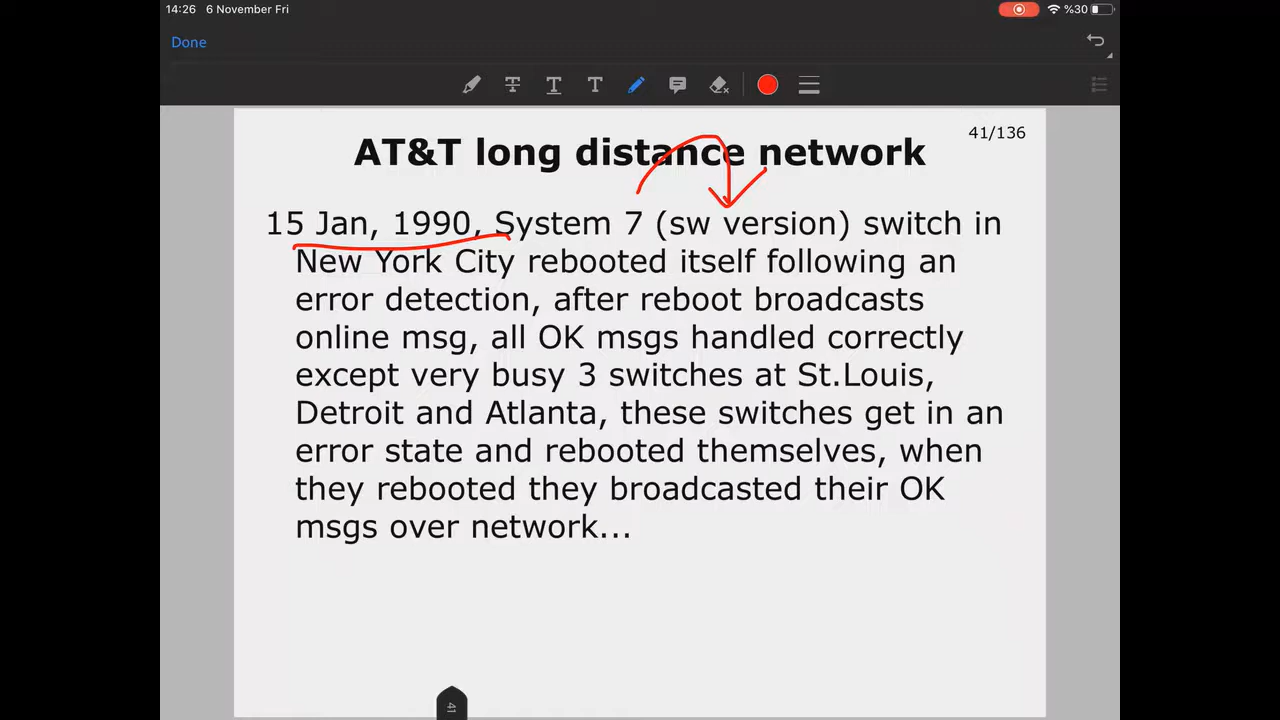 14:26 6 November Fri
%30
Done
T
T
T
41/136
AT&T long distance network
15 Jan, 1990, System 7 (sw version) switch in
New York City rebooted itself following an
error detection, after reboot broadcasts
online msg, all OK msgs handled correctly
except very busy 3 switches at St.Louis,
Detroit and Atlanta, these switches get in an
error state and rebooted themselves, when
they rebooted they broadcasted their OK
msgs over network...
41